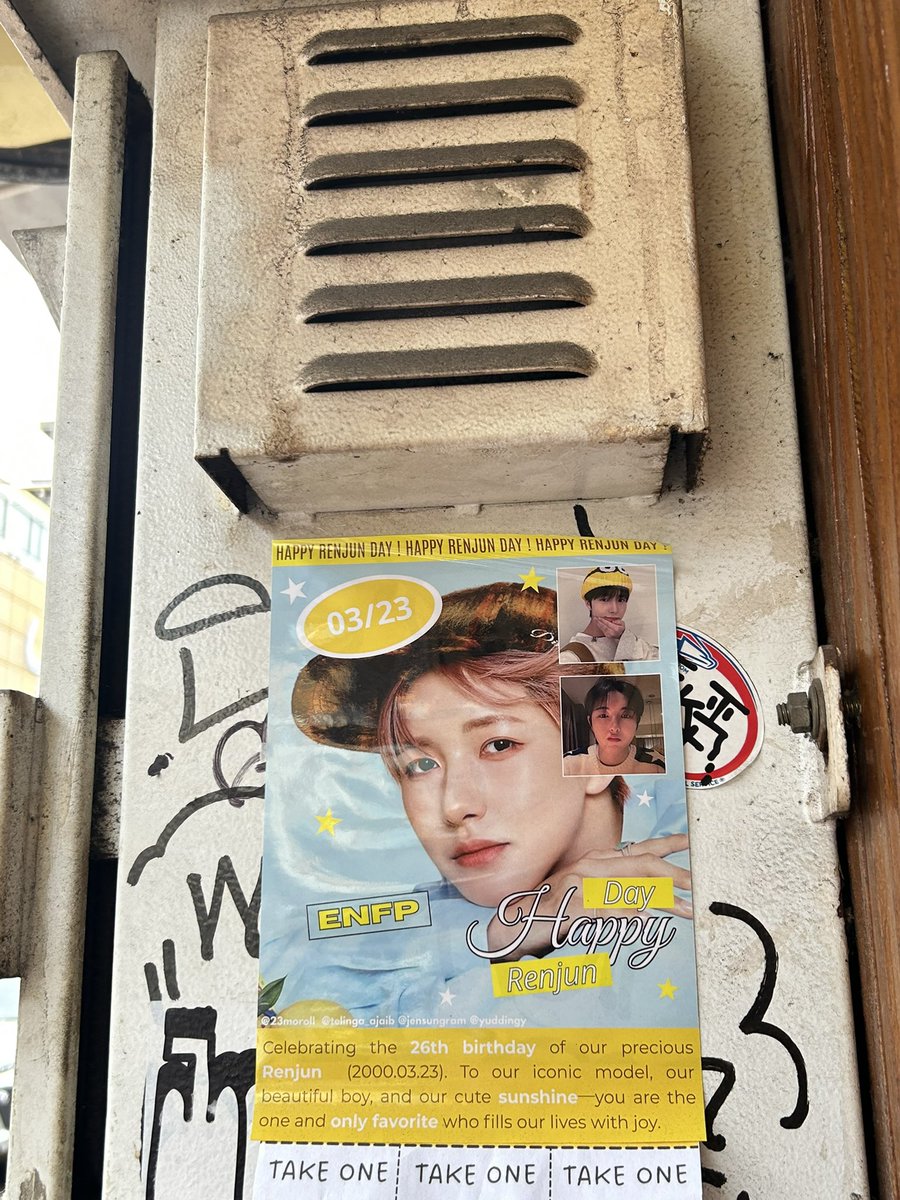 HAPPY RENJUN DAY ! HAPPY RENJUN DAY ! HAPPY RENJUN DAY !
03/23
ENFP
Day
Happy
Renjun
@23moroll @telinga_ajaib @jensungram @yuddingy
Celebrating the 26th birthday of our precious
Renjun (2000.03.23). To our iconic model, our
beautiful boy, and our cute sunshine—you are the
one and only favorite who fills our lives with joy.
TAKE ONE TAKE ONE TAKE ONE